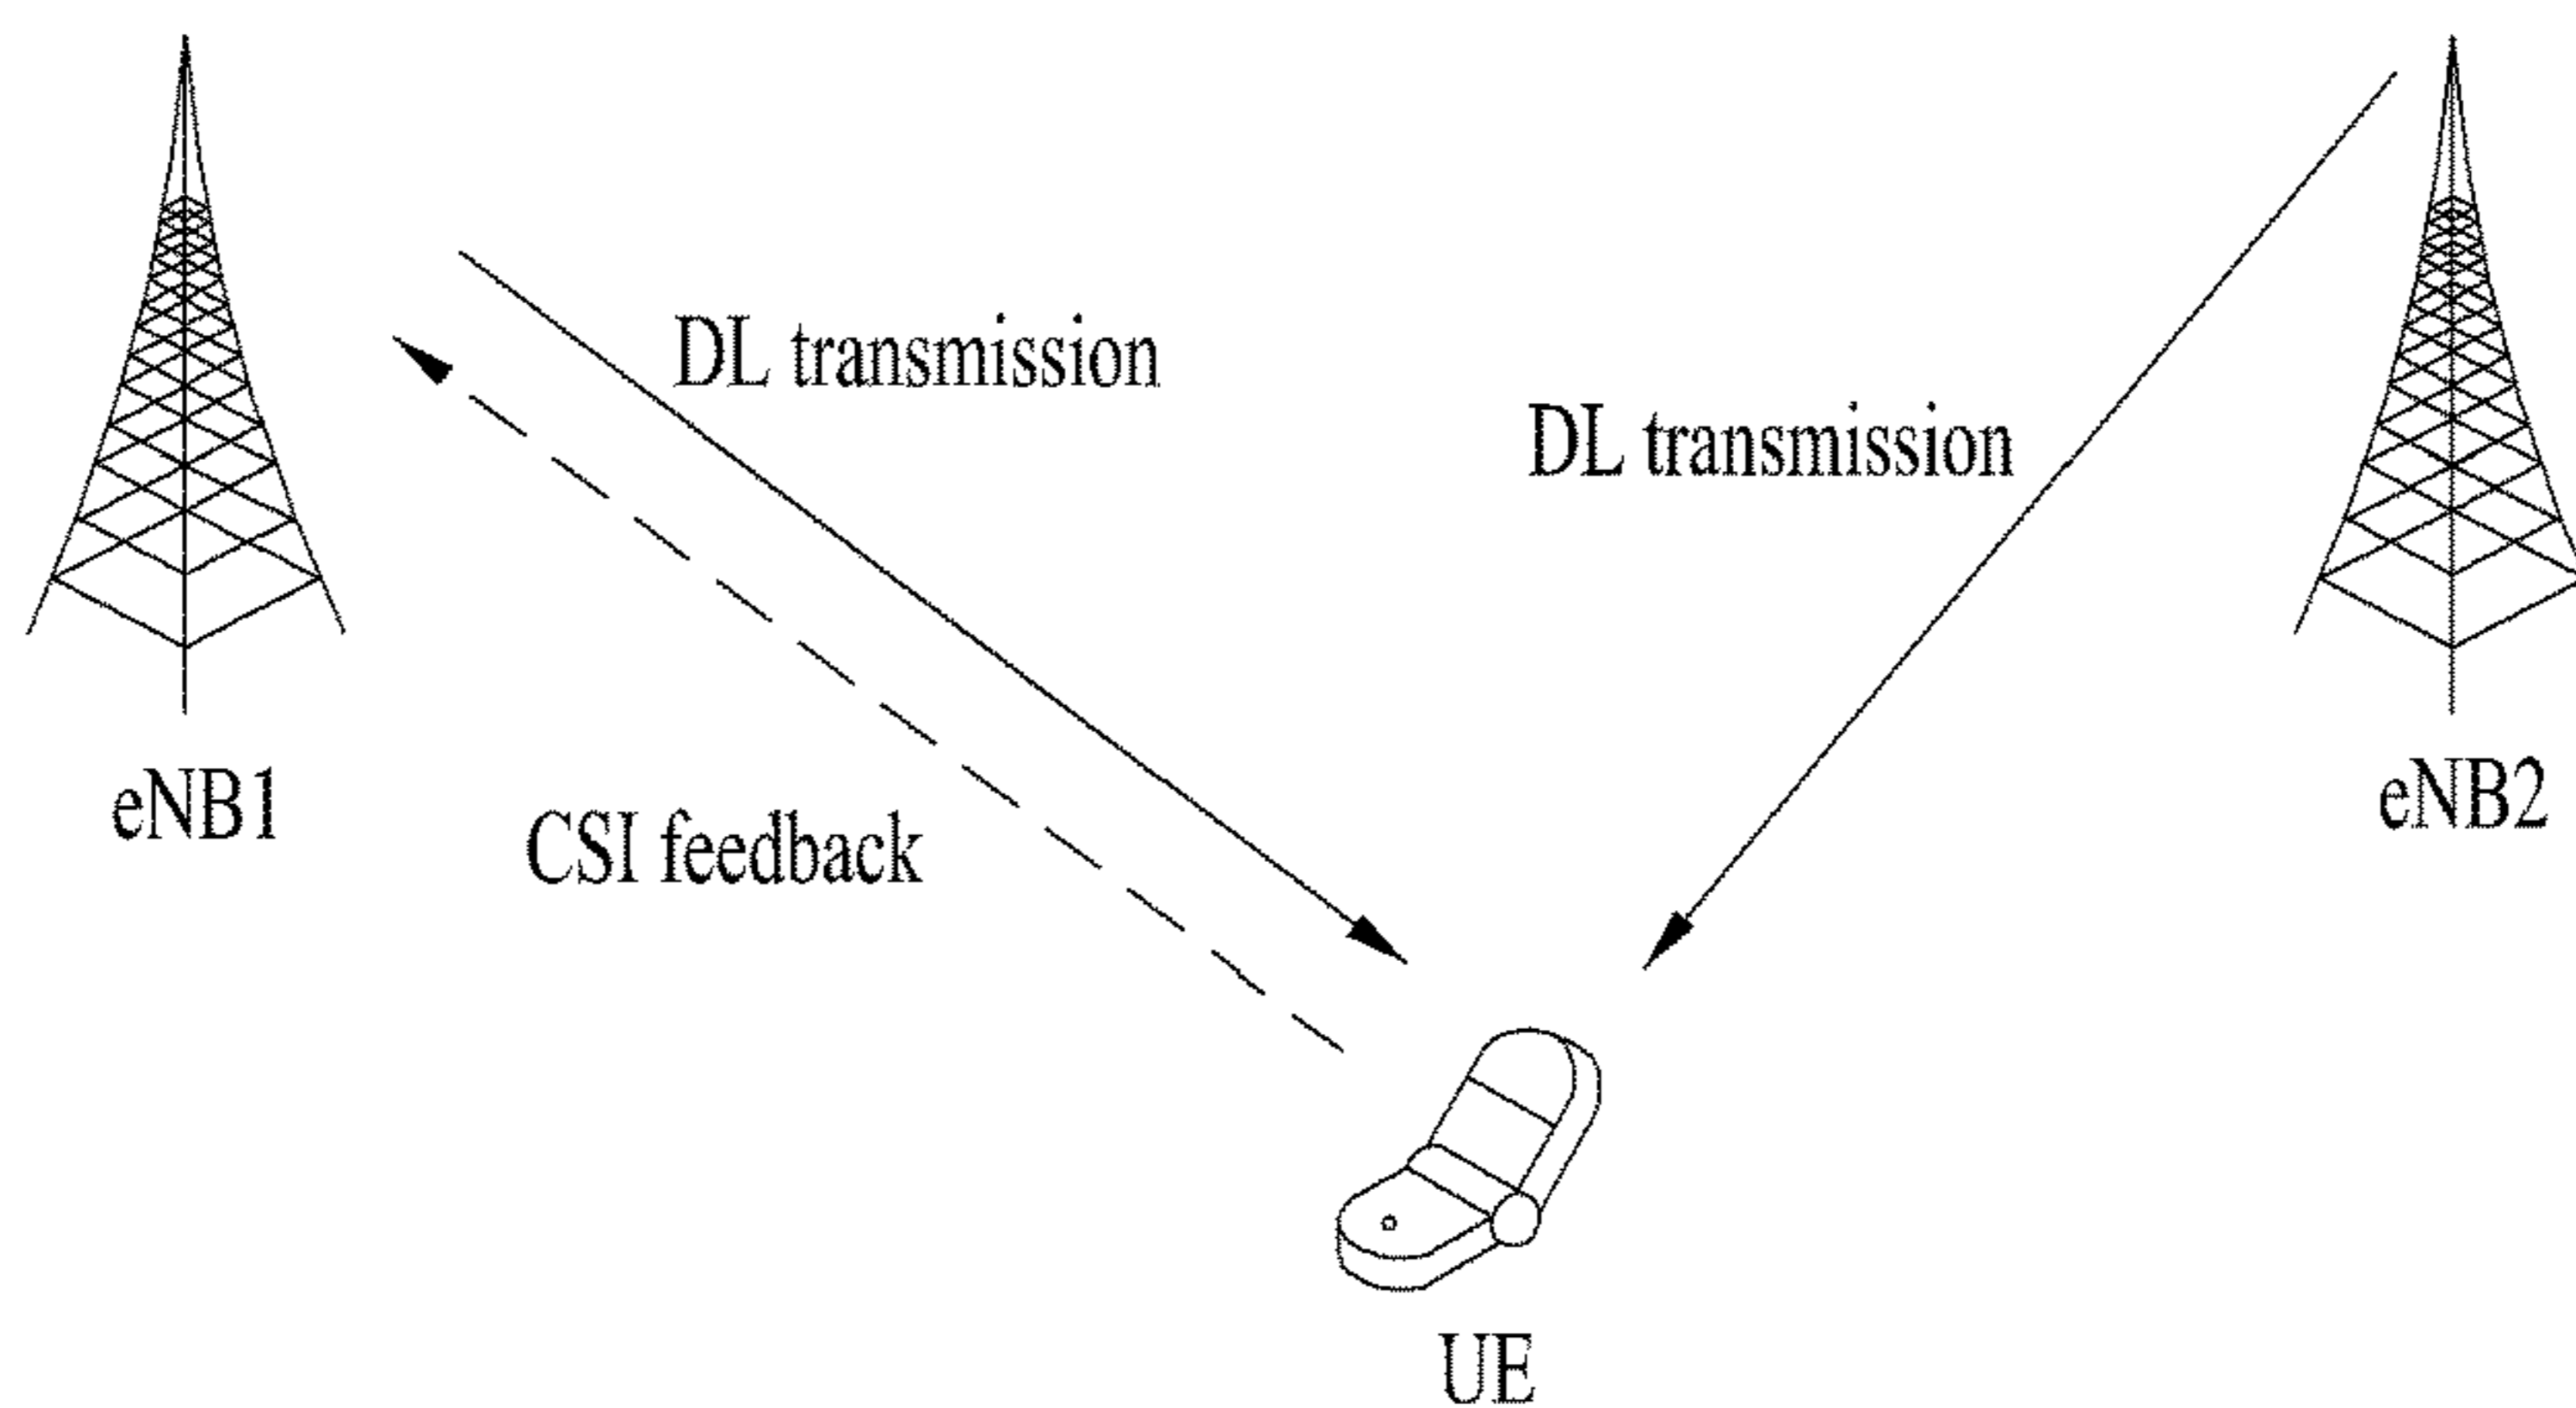 DL transmission
DL transmission
eNB1
eNB2
CSI feedback
UE